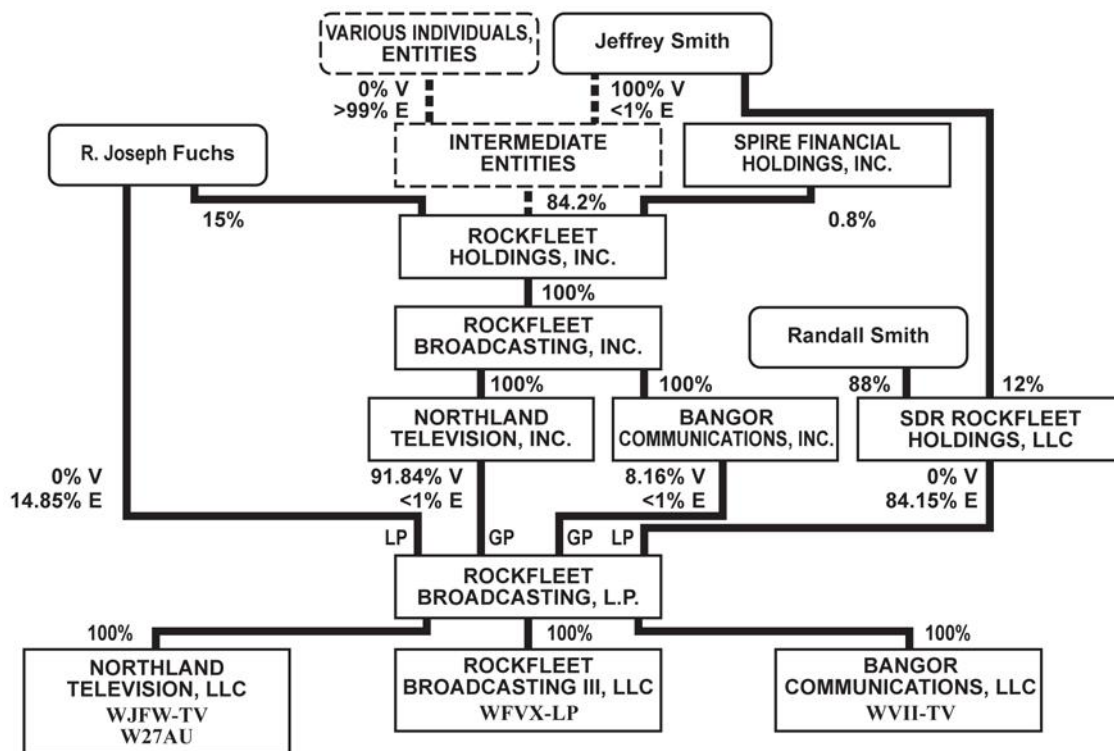 VARIOUS INDIVIDUALS,
ENTITIES
Jeffrey Smith
0% V
>99% E
100% V
<1% E
R. Joseph Fuchs
INTERMEDIATE
ENTITIES
SPIRE FINANCIAL
HOLDINGS, INC.
15%
84.2%
0.8%
ROCKFLEET
HOLDINGS, INC.
100%
ROCKFLEET
BROADCASTING, INC.
Randall Smith
100%
100%
88%
12%
NORTHLAND
TELEVISION, INC.
BANGOR
COMMUNICATIONS, INC.
SDR ROCKFLEET
HOLDINGS, LLC
0% V
14.85% E
91.84% V
<1% E
8.16% V
<1% E
0% V
84.15% E
LP
GP
GP
LP
ROCKFLEET
BROADCASTING, L.P.
100%
100%
100%
NORTHLAND
TELEVISION, LLC
WJFW-TV
W27AU
ROCKFLEET
BROADCASTING III, LLC
WFVX-LP
BANGOR
COMMUNICATIONS, LLC
WVII-TV